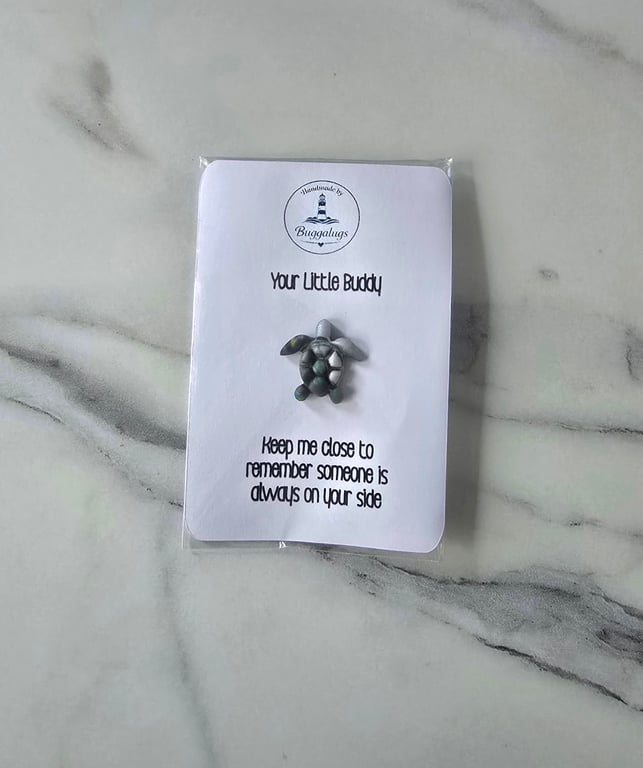 Handmade by
Buggalugs
Your Little Buddy
Keep me close to
remember someone is
always on your side